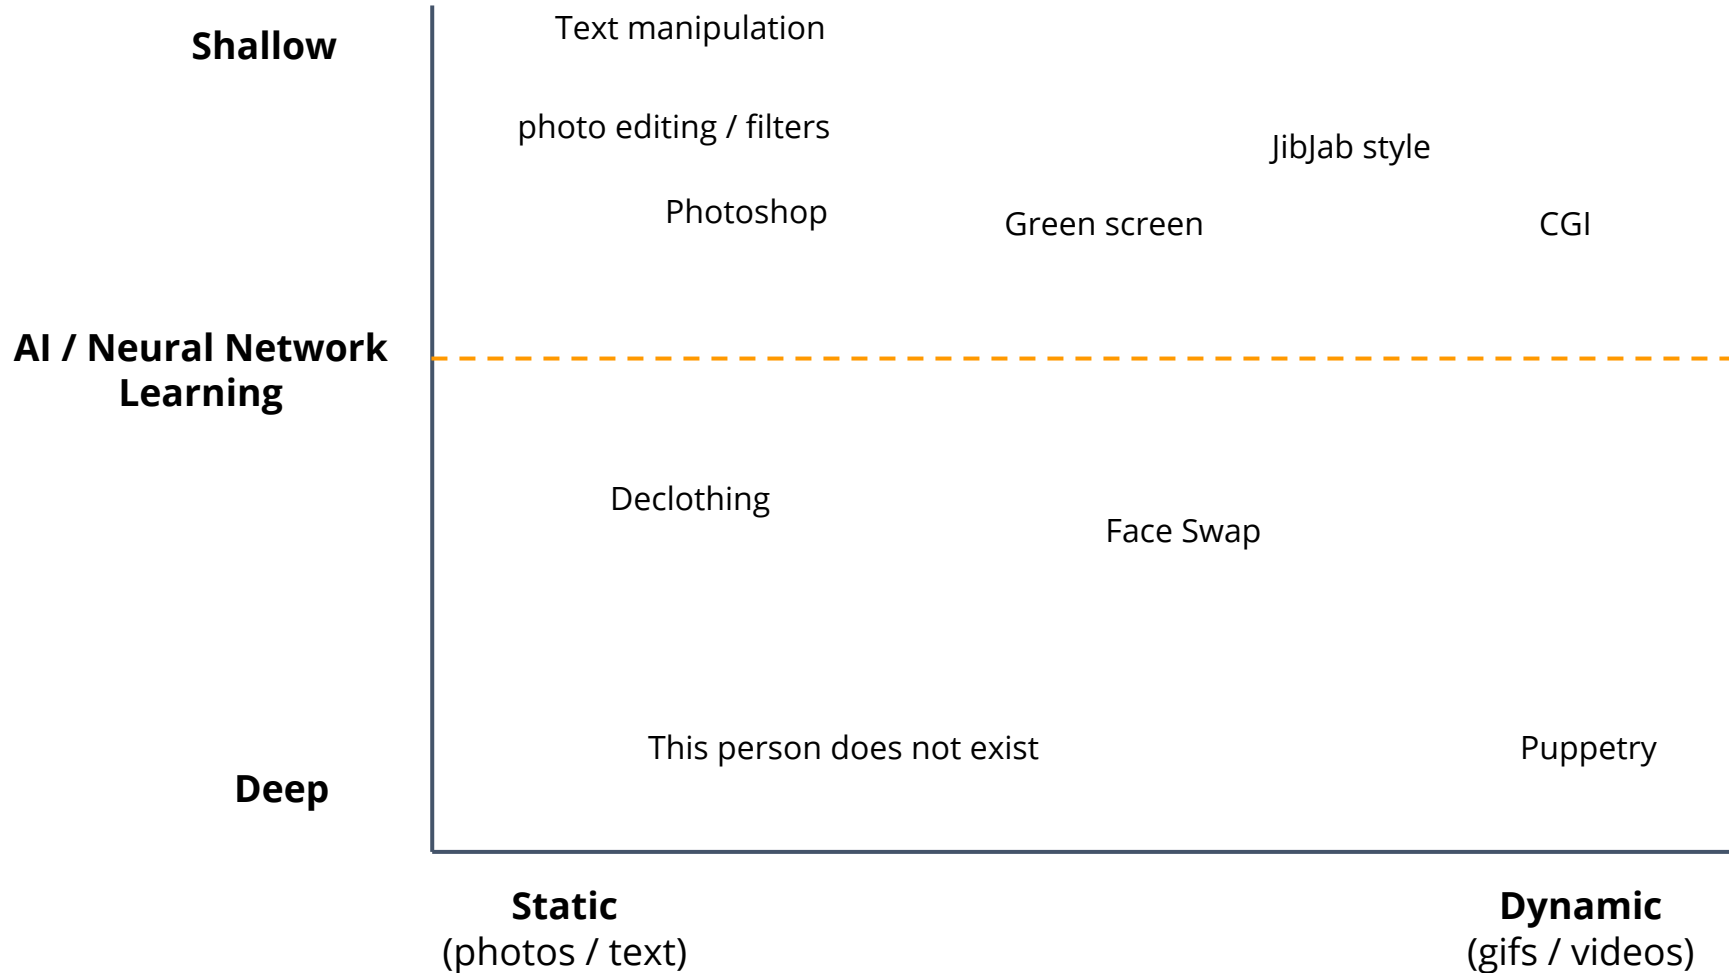 Text manipulation
Shallow
photo editing / filters
JibJab style
Photoshop
Green screen
CGI
AI / Neural Network
Learning
Declothing
Face Swap
This person does not exist
Puppetry
Deep
Static
(photos / text)
Dynamic
(gifs / videos)